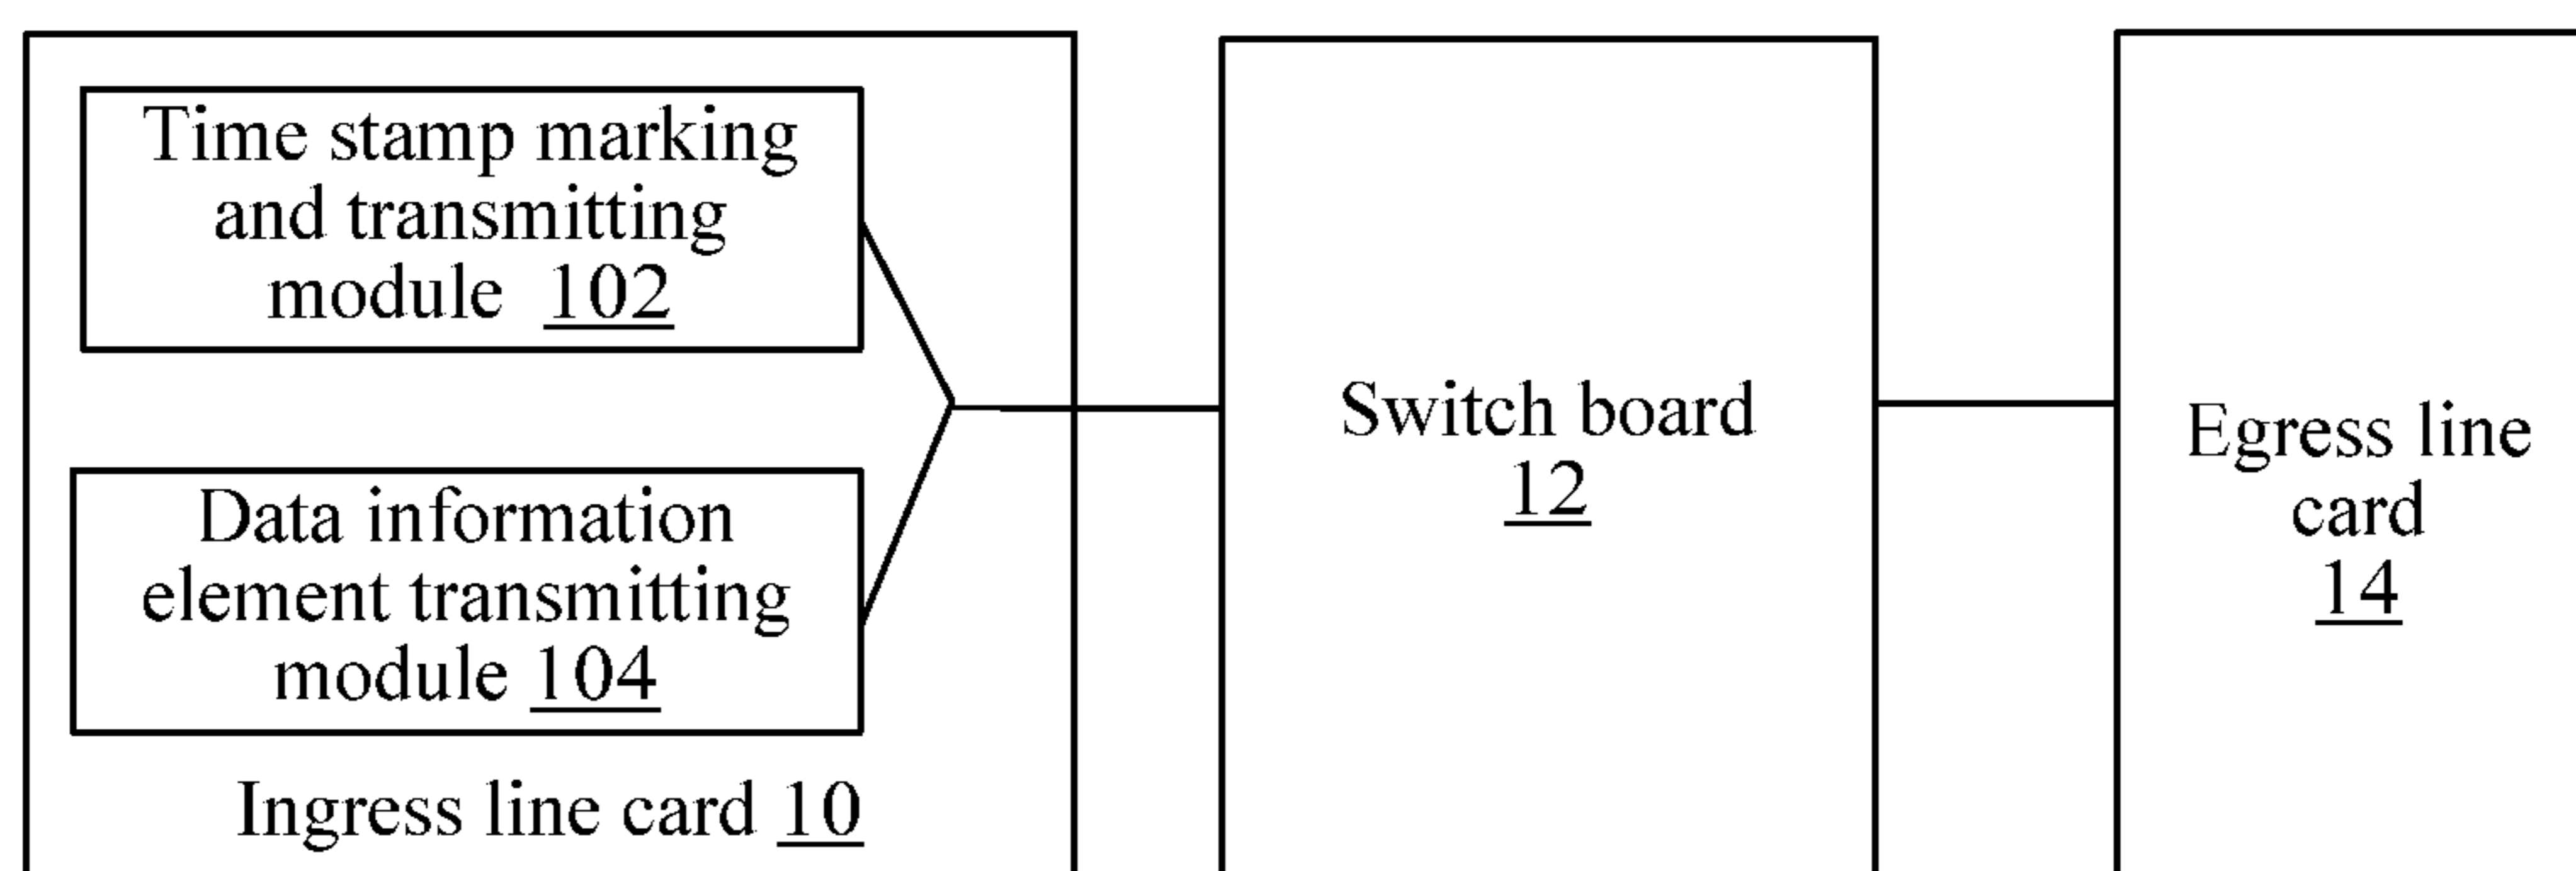 Time stamp marking
and transmitting
module 102
Data information
element transmitting
module 104
Ingress line card 10
Switch board
12
Egress line
card
14